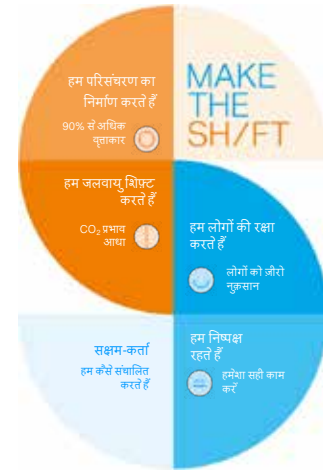 MAKE
THE
SH/FT
हम परिसंचरण का
निर्माण करते हैं
90% से अधिक
वृत्ताकार
हम जलवायु शिफ़्ट
करते हैं
CO₂ प्रभाव
आधा
हम लोगों की रक्षा
करते हैं
लोगों को ज़ीरो
नुक़सान
सक्षम-कर्ता
हम कैसे संचालित
करते हैं
हम निष्पक्ष
रहते हैं
हमेशा सही काम
करें